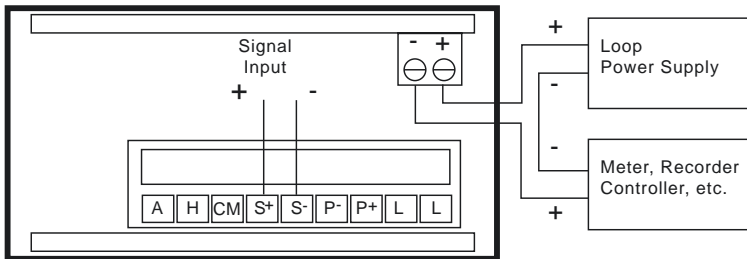 - +
+
Signal
Input
+ -
Loop
Power Supply
-
-
Meter, Recorder
Controller, etc.
+
A H CM S+ S- P- P+ L L